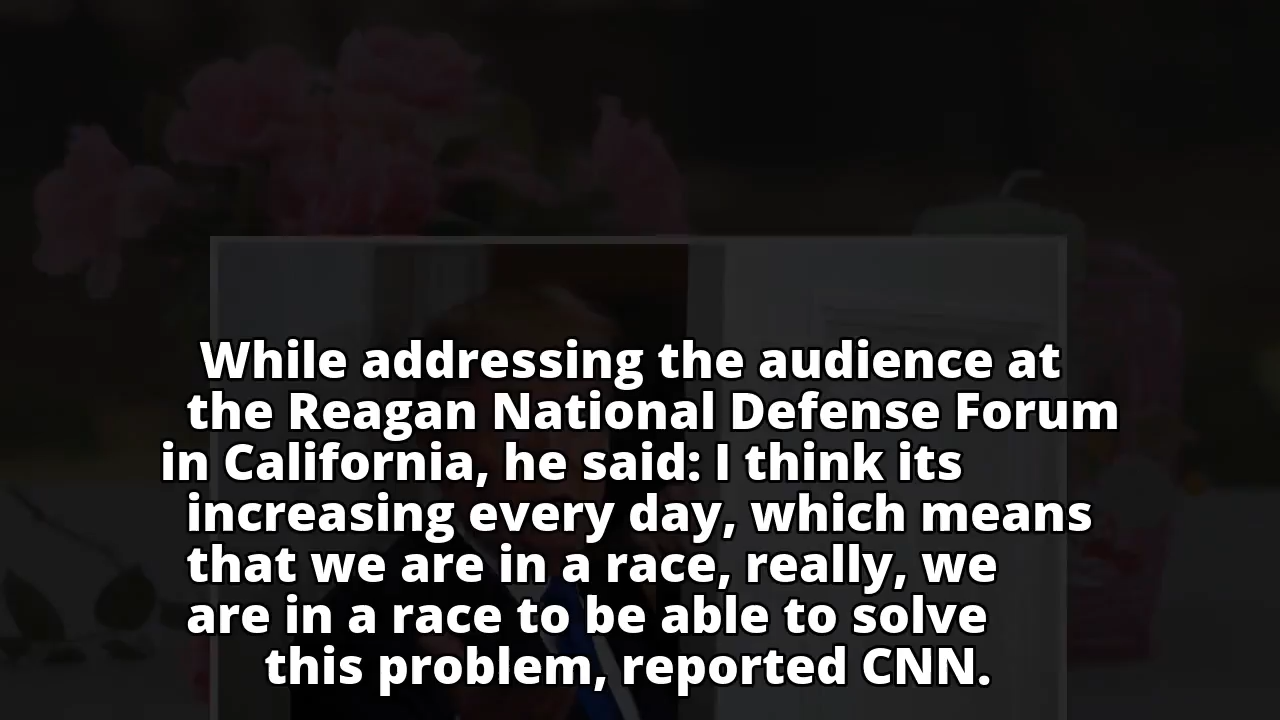 While addressing the audience at
the Reagan National Defense Forum
in California, he said: I think its
increasing every day, which means
that we are in a race, really, we
are in a race to be able to solve
this problem, reported CNN.